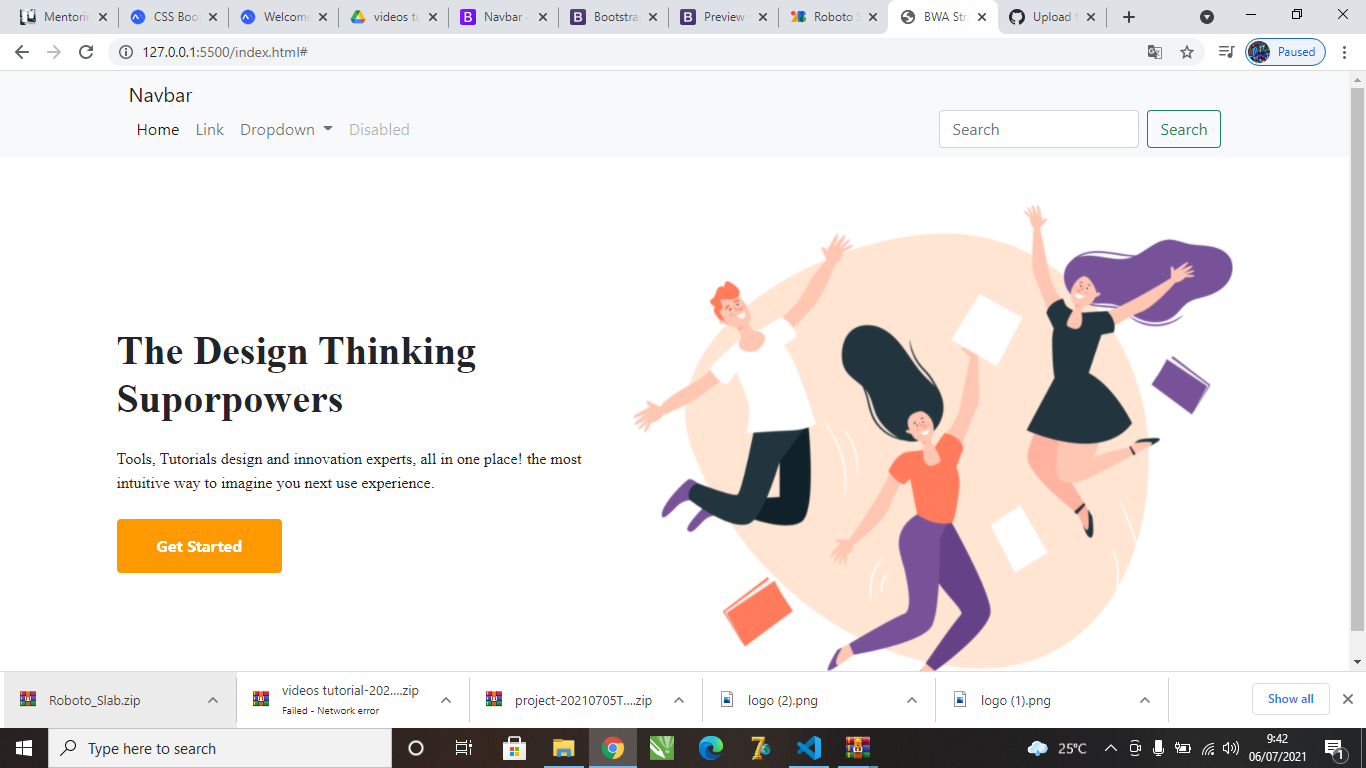 Mentorin
CSS Boo
Welcome
videos tu
Navbar
Bootstra
Preview
Roboto S
BWA Stra
Upload
127.0.0.1:5500/index.html#
Paused
Navbar
Home Link Dropdown Disabled
Search
Search
The Design Thinking
Suporpowers
Tools, Tutorials design and innovation experts, all in one place! the most
intuitive way to imagine you next use experience.
Get Started
Roboto_Slab.zip
videos tutorial-202....zip
Failed - Network error
project-20210705T....zip
logo (2).png
logo (1).png
Show all
Type here to search
25°C
9:42
06/07/2021
1